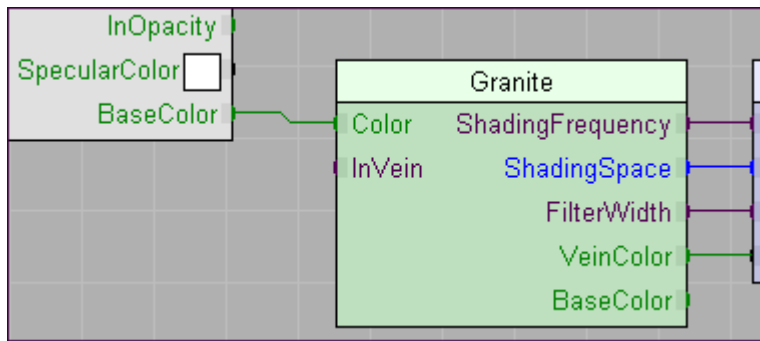 InOpacity
SpecularColor
BaseColor
Granite
Color ShadingFrequency
InVein ShadingSpace
FilterWidth
VeinColor
BaseColor